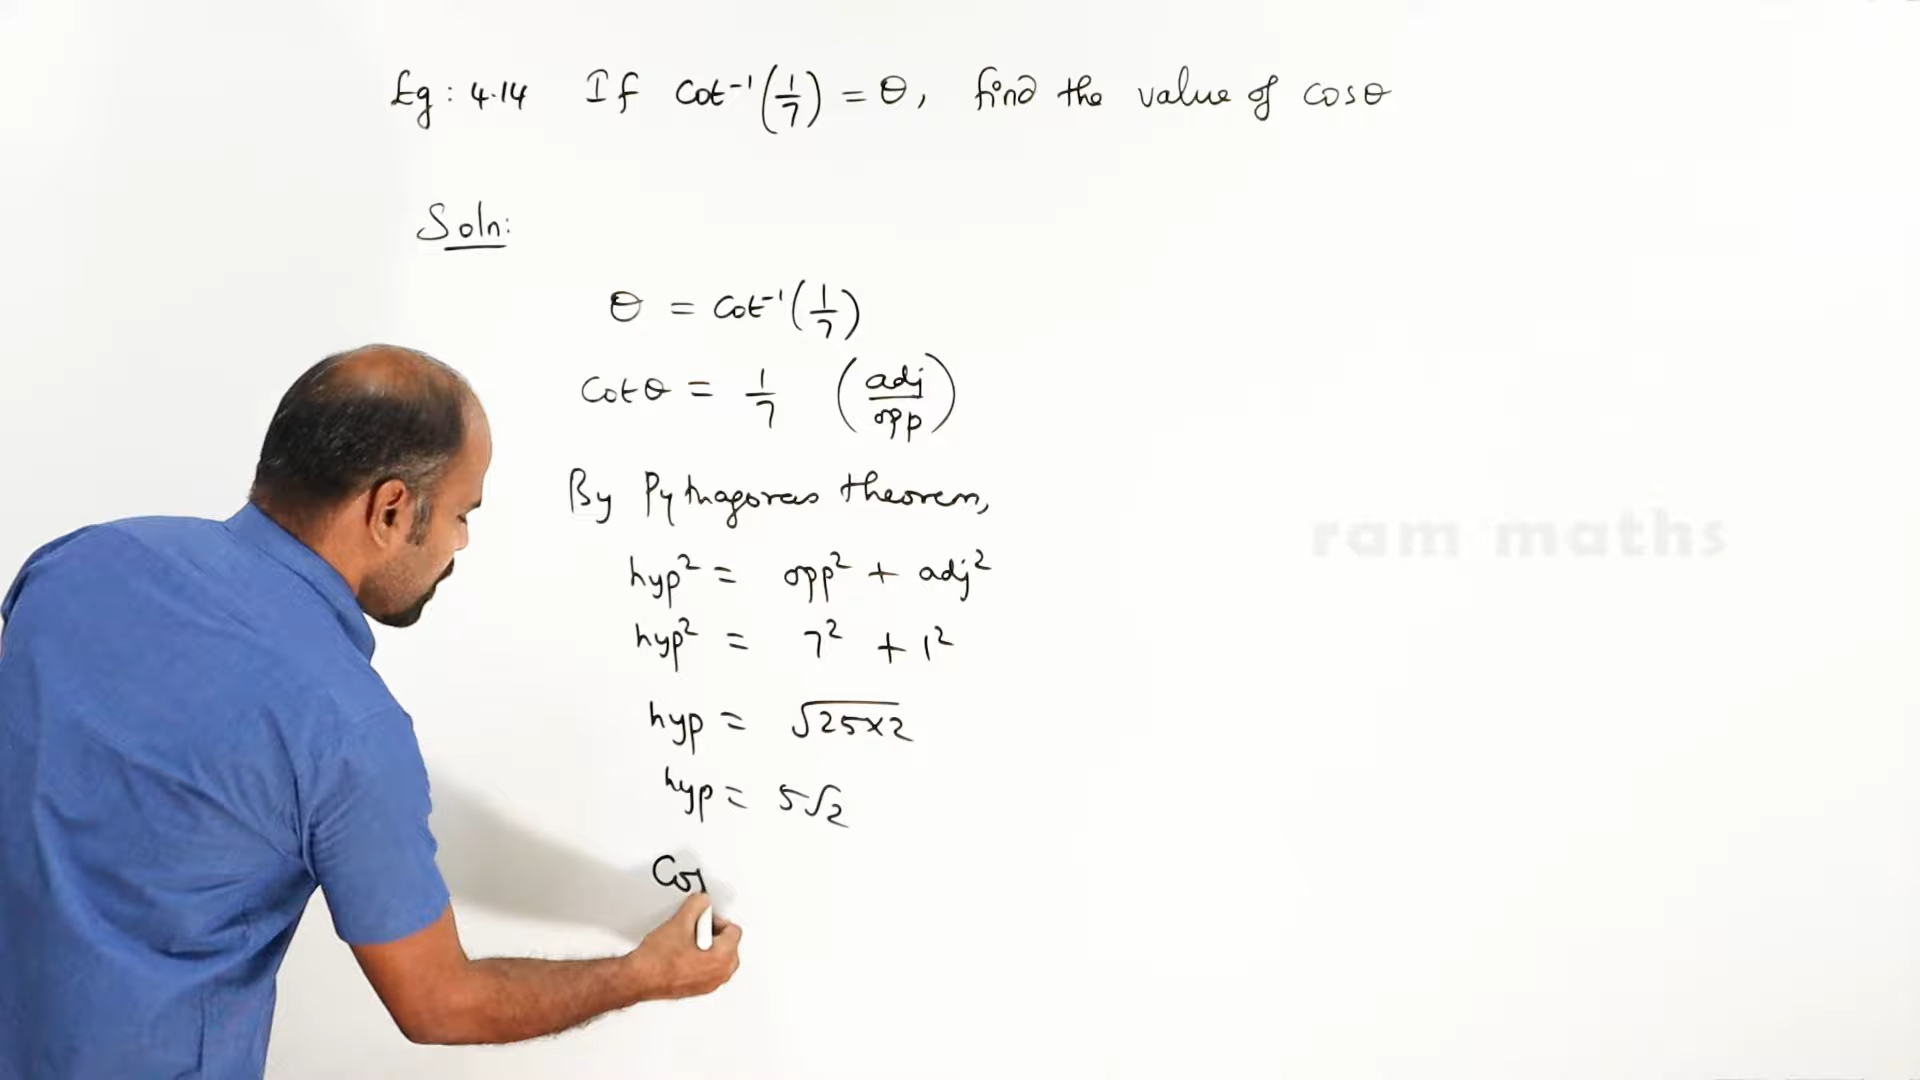 Eg: 4.14 If cot⁻¹(1/7) = θ, find the value of cosθ
Soln:
θ = cot⁻¹(1/7)
cotθ = 1/7 (adj/opp)
By Pythagoras theorem,
hyp² = opp² + adj²
hyp² = 7² + 1²
hyp = √25×2
hyp = 5√2
Cos
ram maths